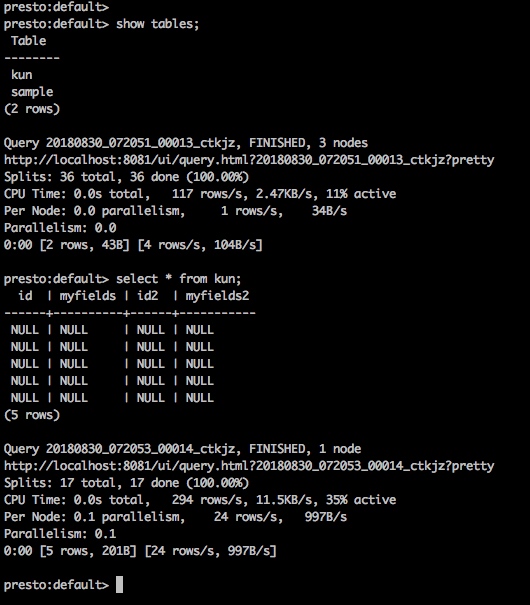 presto:default>
presto:default> show tables;
 Table
--------
 kun
 sample
(2 rows)

Query 20180830_072051_00013_ctkjz, FINISHED, 3 nodes
http://localhost:8081/ui/query.html?20180830_072051_00013_ctkjz?pretty
Splits: 36 total, 36 done (100.00%)
CPU Time: 0.0s total,   117 rows/s, 2.47KB/s, 11% active
Per Node: 0.0 parallelism,     1 rows/s,    34B/s
Parallelism: 0.0
0:00 [2 rows, 43B] [4 rows/s, 104B/s]

presto:default> select * from kun;
  id  | myfields | id2  | myfields2
------+----------+------+-----------
 NULL | NULL     | NULL | NULL
 NULL | NULL     | NULL | NULL
 NULL | NULL     | NULL | NULL
 NULL | NULL     | NULL | NULL
 NULL | NULL     | NULL | NULL
(5 rows)

Query 20180830_072053_00014_ctkjz, FINISHED, 1 node
http://localhost:8081/ui/query.html?20180830_072053_00014_ctkjz?pretty
Splits: 17 total, 17 done (100.00%)
CPU Time: 0.0s total,   294 rows/s, 11.5KB/s, 35% active
Per Node: 0.1 parallelism,    24 rows/s,   997B/s
Parallelism: 0.1
0:00 [5 rows, 201B] [24 rows/s, 997B/s]

presto:default>